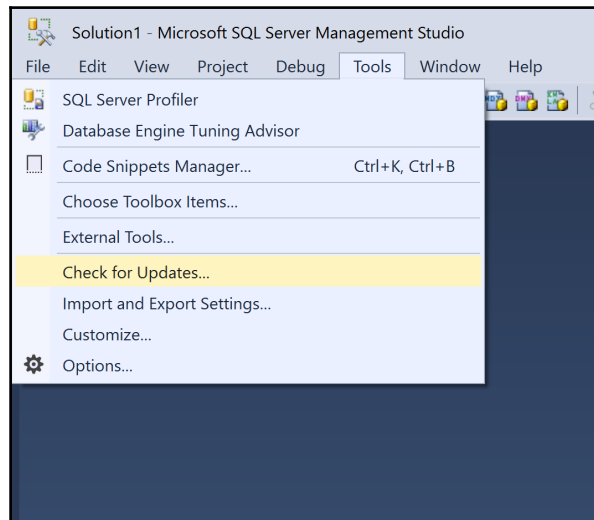 Solution1 - Microsoft SQL Server Management Studio
File Edit View Project Debug Tools Window Help
SQL Server Profiler
Database Engine Tuning Advisor
Code Snippets Manager... Ctrl+K, Ctrl+B
Choose Toolbox Items...
External Tools...
Check for Updates...
Import and Export Settings...
Customize...
Options...